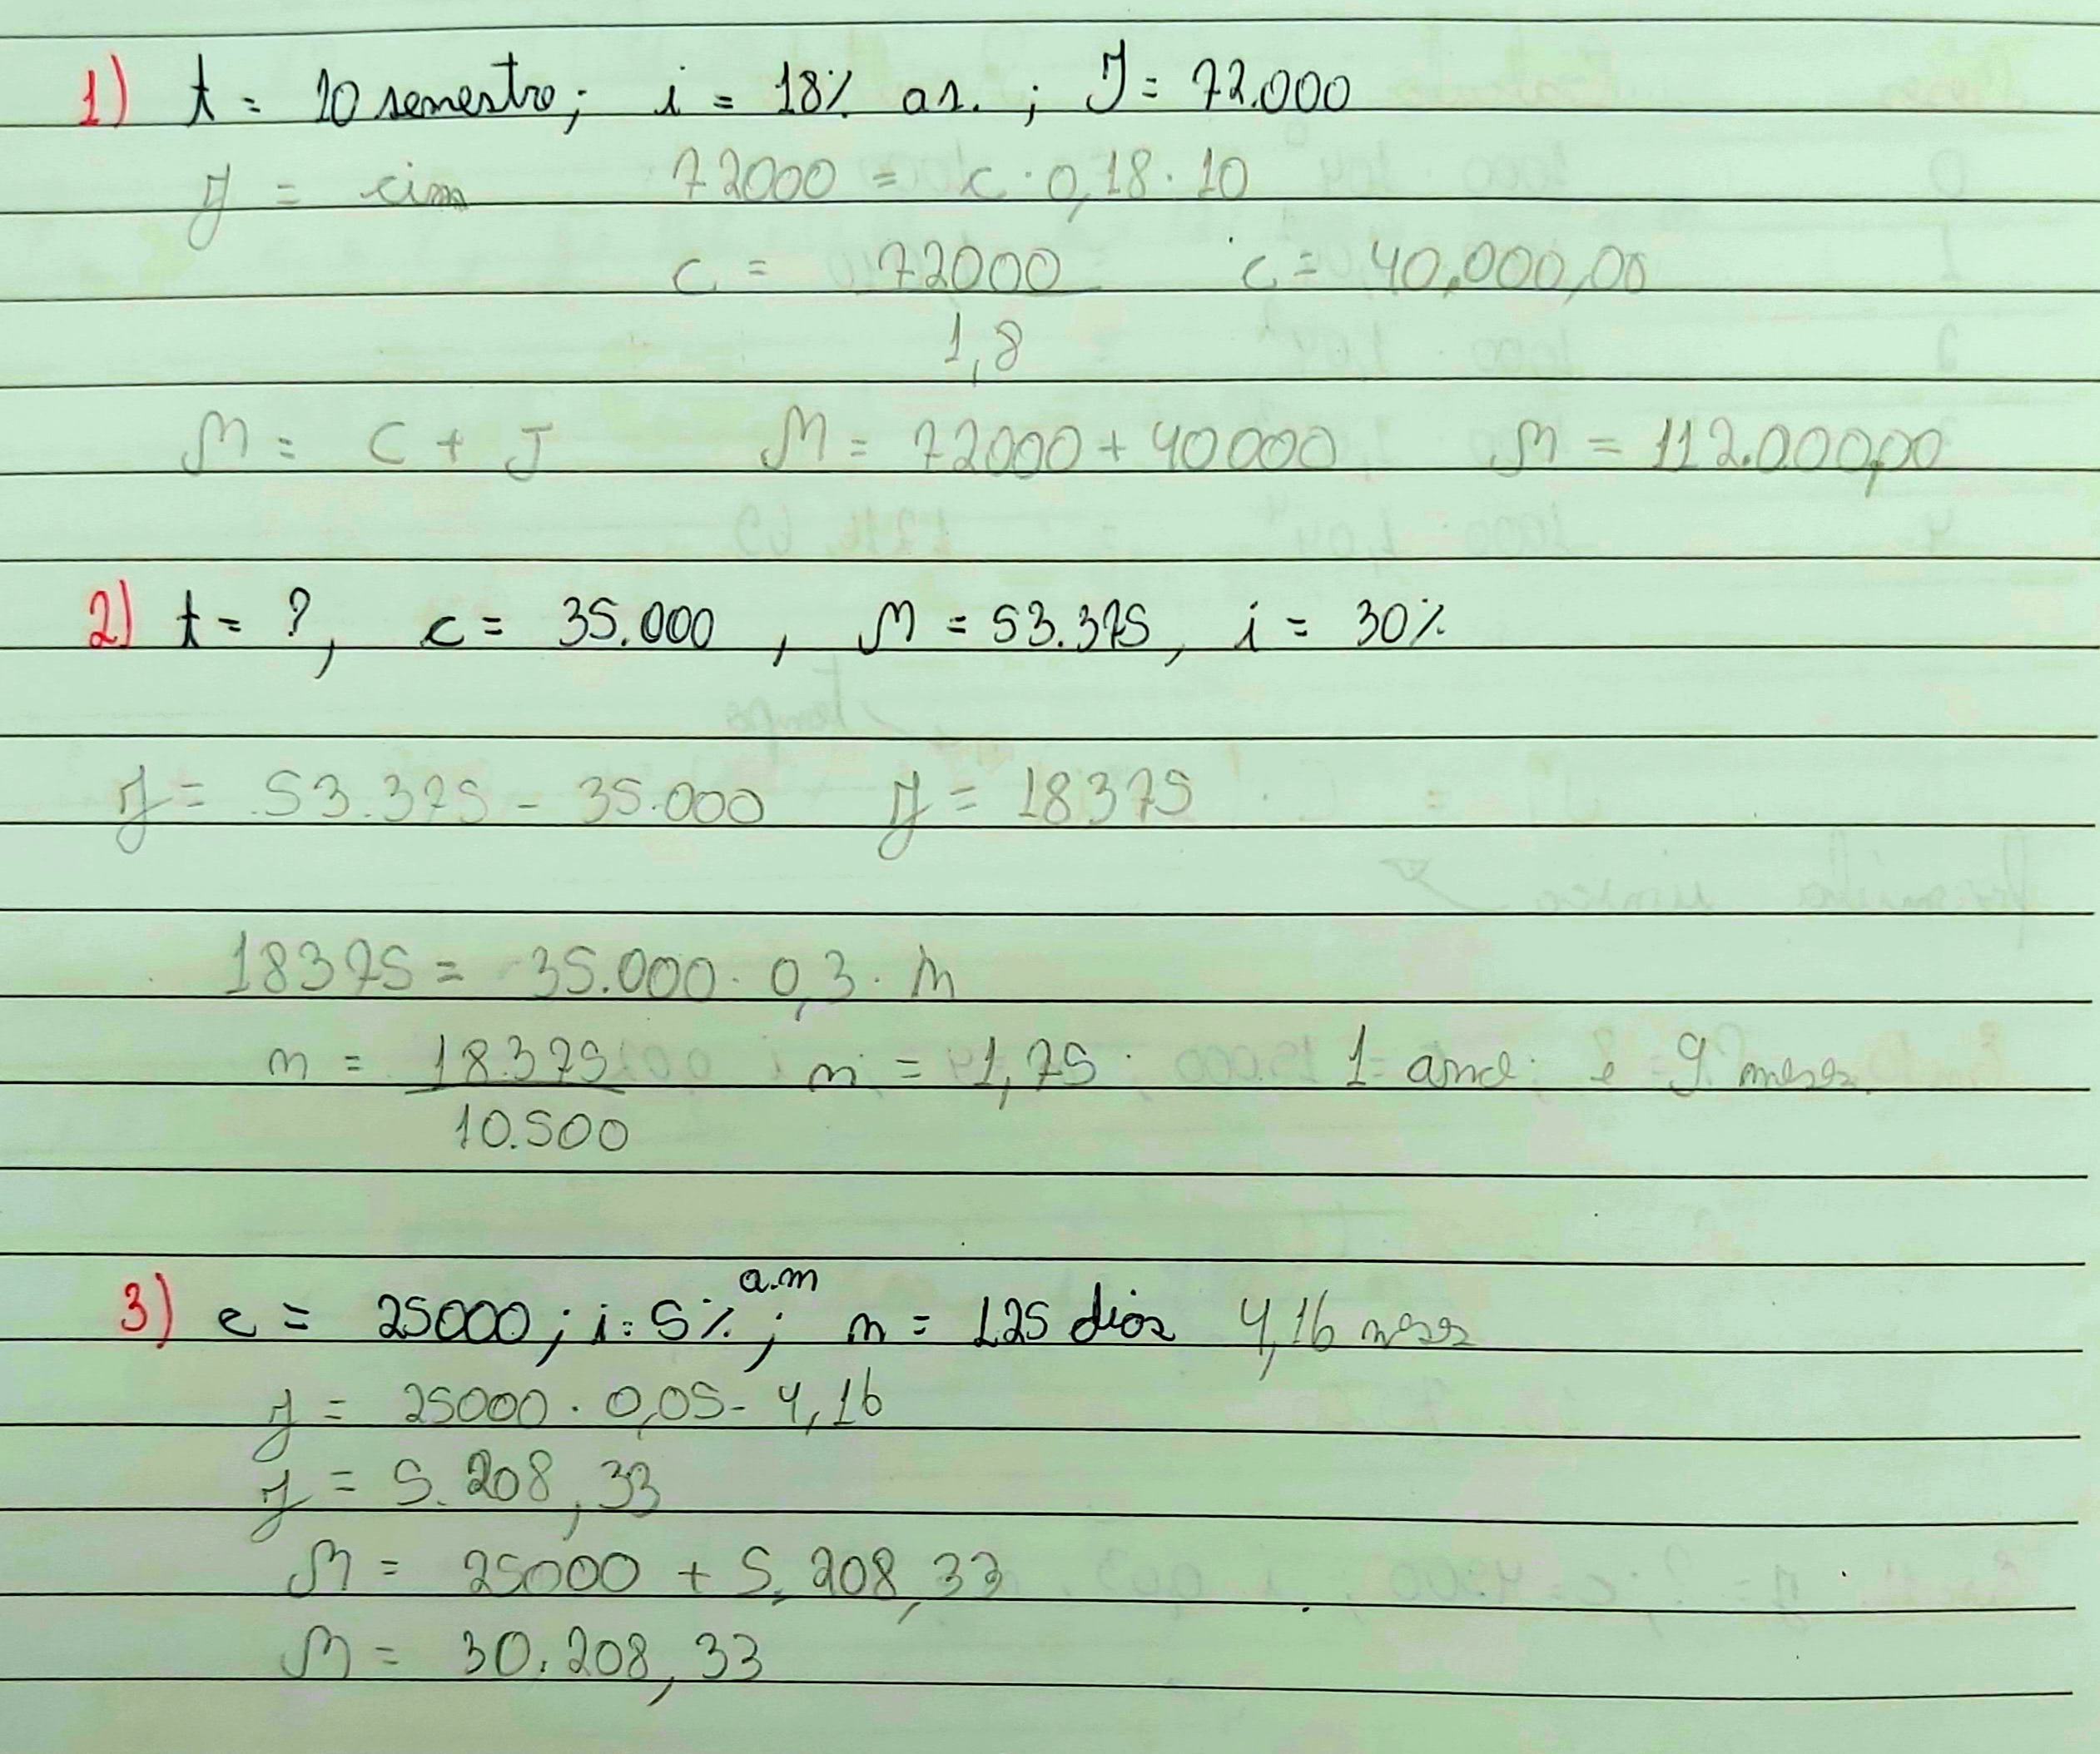 1) t = 10 semestre; i = 18% as. ; J = 72.000
J = cin 72000 = c · 0,18 · 10
c = 72000 c = 40.000,00
1,8
M = C + J M = 72000 + 40000 M = 112.000,00
2) t = ?, c = 35.000 , M = 53.375, i = 30%
J = 53.375 - 35.000 J = 18375
18375 = 35.000 · 0,3 · n
n = 18375 n = 1,75 1 ano e 9 meses
10.500
3) c = 25000; i = 5% a.m ; n = 125 dias 4,16 meses
J = 25000 · 0,05 - 4,16
J = 5.208,33
M = 25000 + 5.208,33
M = 30.208,33